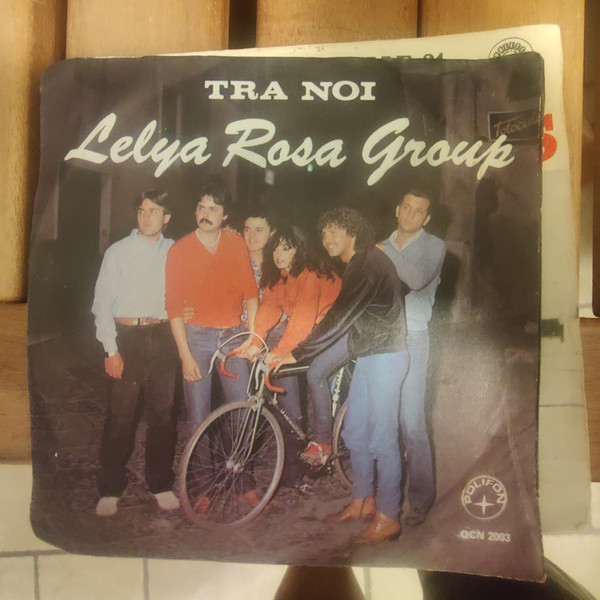 TRA NOI
Lelya Rosa Group
POLIFON
QCN 2003